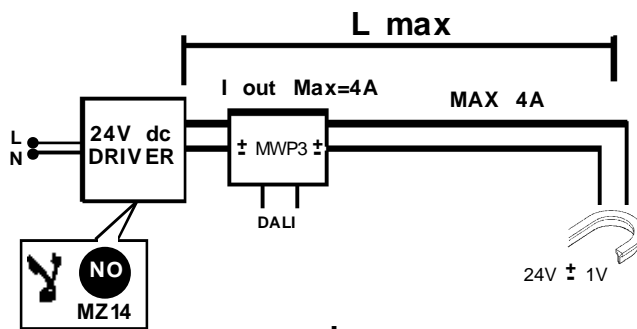 L max
I out Max=4A
MAX 4A
L
N
24V dc
DRIVER
± MWP3 ±
DALI
NO
MZ14
24V ± 1V